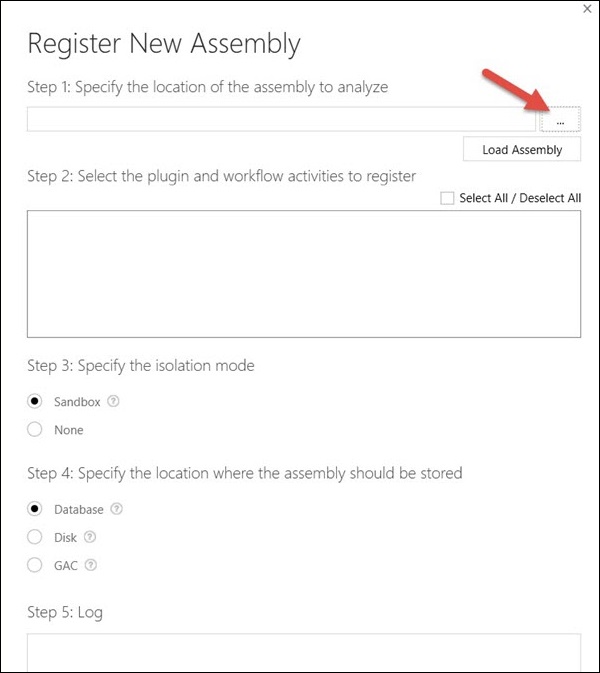 Register New Assembly
Step 1: Specify the location of the assembly to analyze
...
Load Assembly
Step 2: Select the plugin and workflow activities to register
Select All / Deselect All
Step 3: Specify the isolation mode
Sandbox ?
None
Step 4: Specify the location where the assembly should be stored
Database ?
Disk ?
GAC ?
Step 5: Log